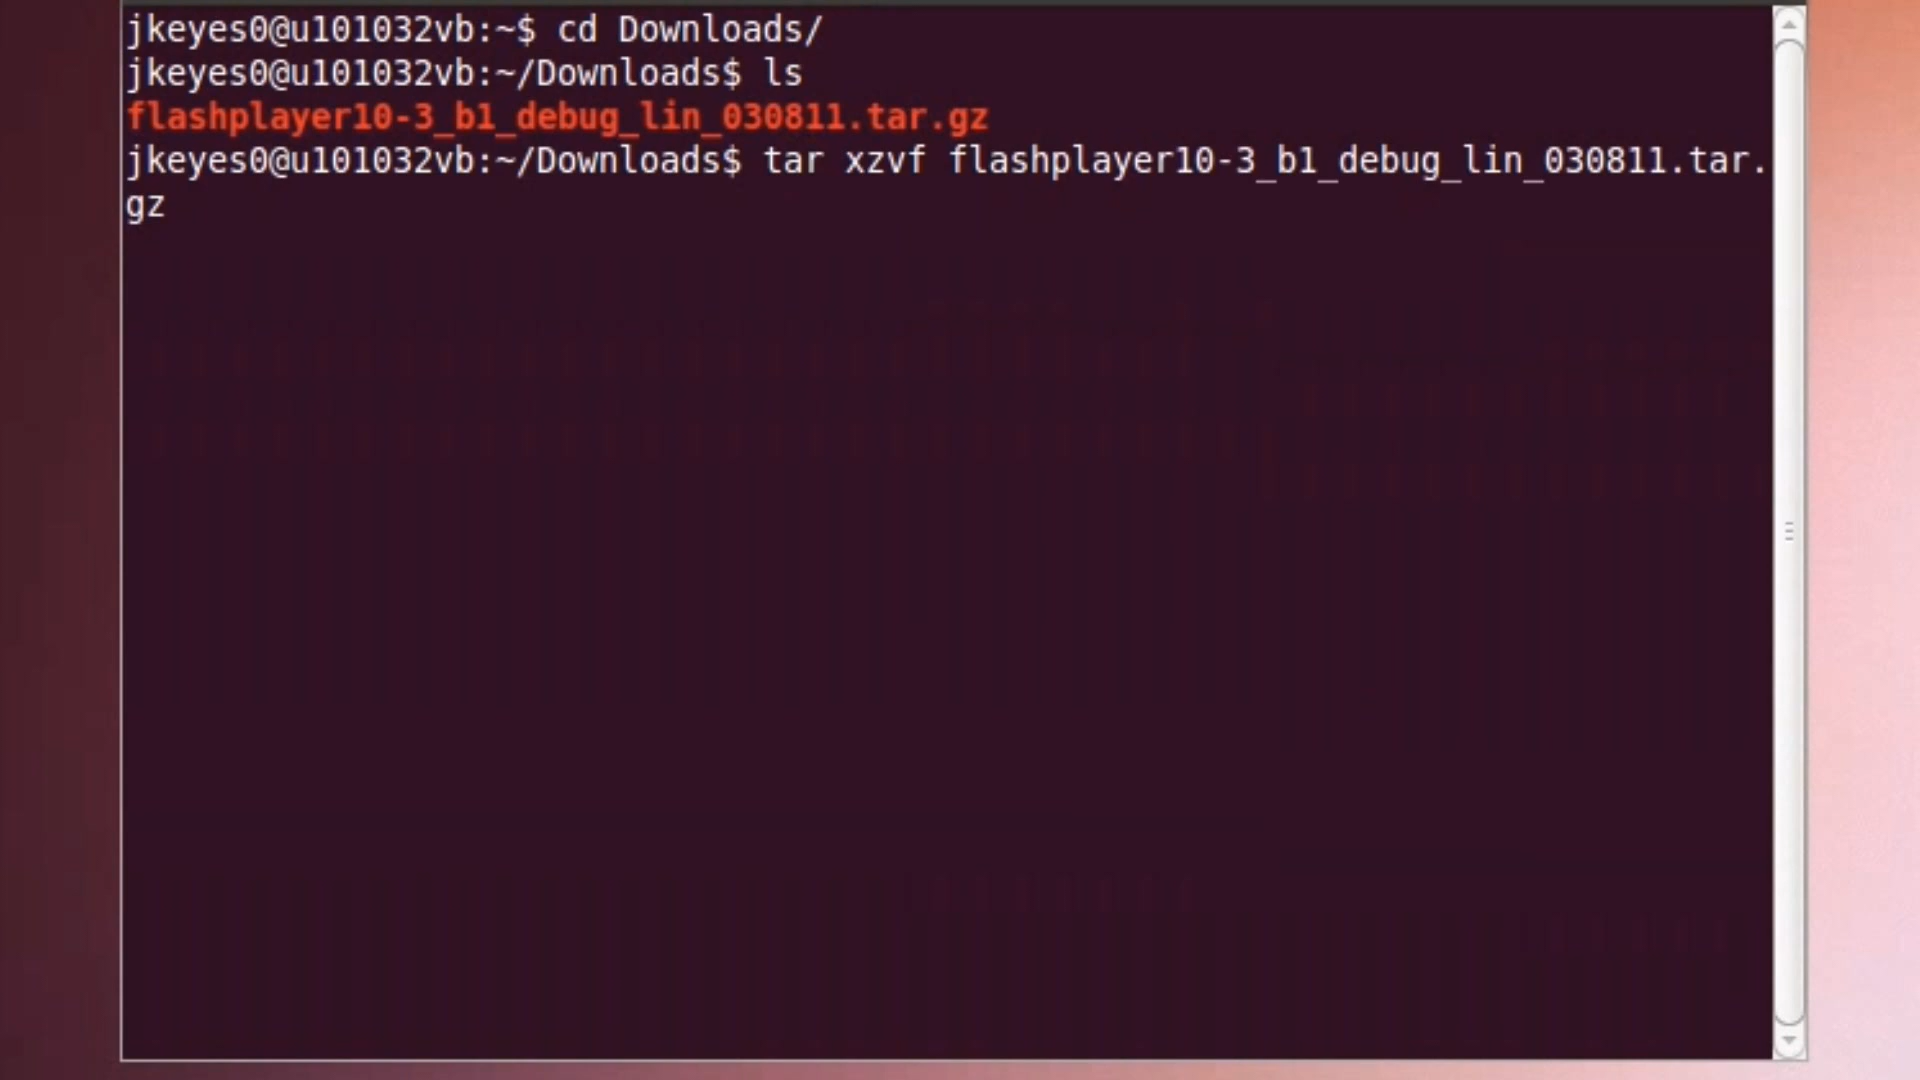 jkeyes0@u101032vb:~$ cd Downloads/
jkeyes0@u101032vb:~/Downloads$ ls
flashplayer10-3_b1_debug_lin_030811.tar.gz
jkeyes0@u101032vb:~/Downloads$ tar xzvf flashplayer10-3_b1_debug_lin_030811.tar.
gz